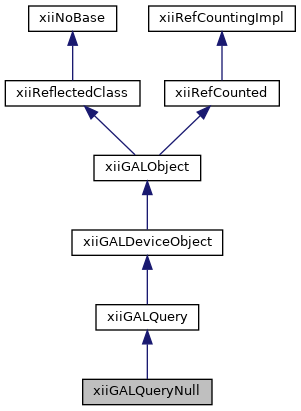 xiiNoBase
xiiRefCountingImpl
xiiReflectedClass
xiiRefCounted
xiiGALObject
xiiGALDeviceObject
xiiGALQuery
xiiGALQueryNull